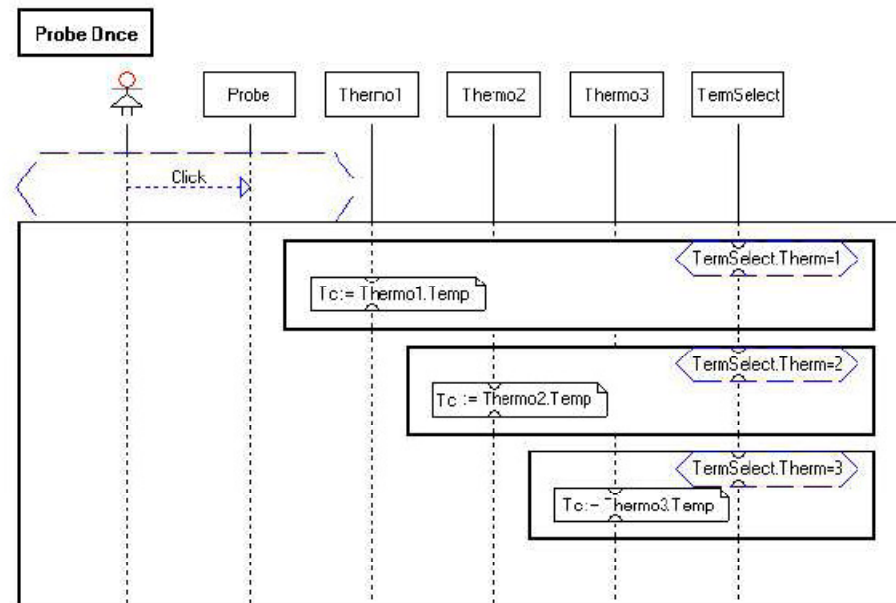 Probe Once
Probe
Thermo1
Thermo2
Thermo3
TermSelect
Click
TermSelect.Therm=1
Tc:= Thermo1.Temp
TermSelect.Therm=2
Tc := Thermo2.Temp
TermSelect.Therm=3
Tc:= Thermo3.Temp